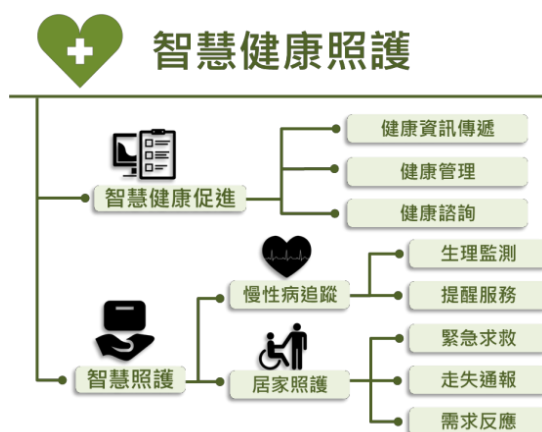 智慧健康照護
智慧健康促進
健康資訊傳遞
健康管理
健康諮詢
智慧照護
慢性病追蹤
生理監測
提醒服務
居家照護
緊急求救
走失通報
需求反應